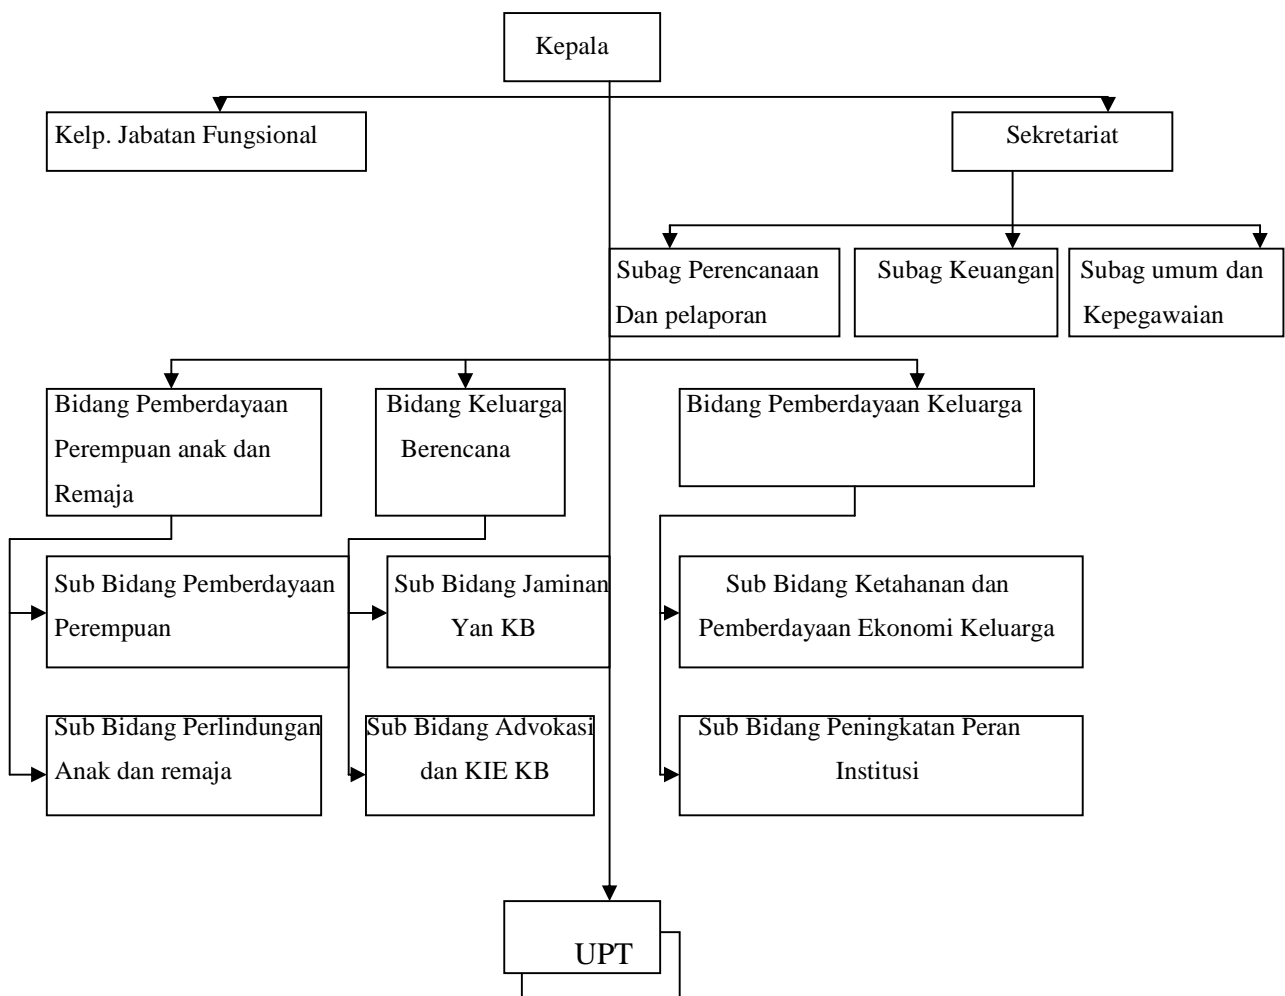 Kepala
Kelp. Jabatan Fungsional
Sekretariat
Subag Perencanaan
Dan pelaporan
Subag Keuangan
Subag umum dan
Kepegawaian
Bidang Pemberdayaan
Perempuan anak dan
Remaja
Bidang Keluarga
Berencana
Bidang Pemberdayaan Keluarga
Sub Bidang Pemberdayaan
Perempuan
Sub Bidang Jaminan
Yan KB
Sub Bidang Ketahanan dan
Pemberdayaan Ekonomi Keluarga
Sub Bidang Perlindungan
Anak dan remaja
Sub Bidang Advokasi
dan KIE KB
Sub Bidang Peningkatan Peran
Institusi
UPT